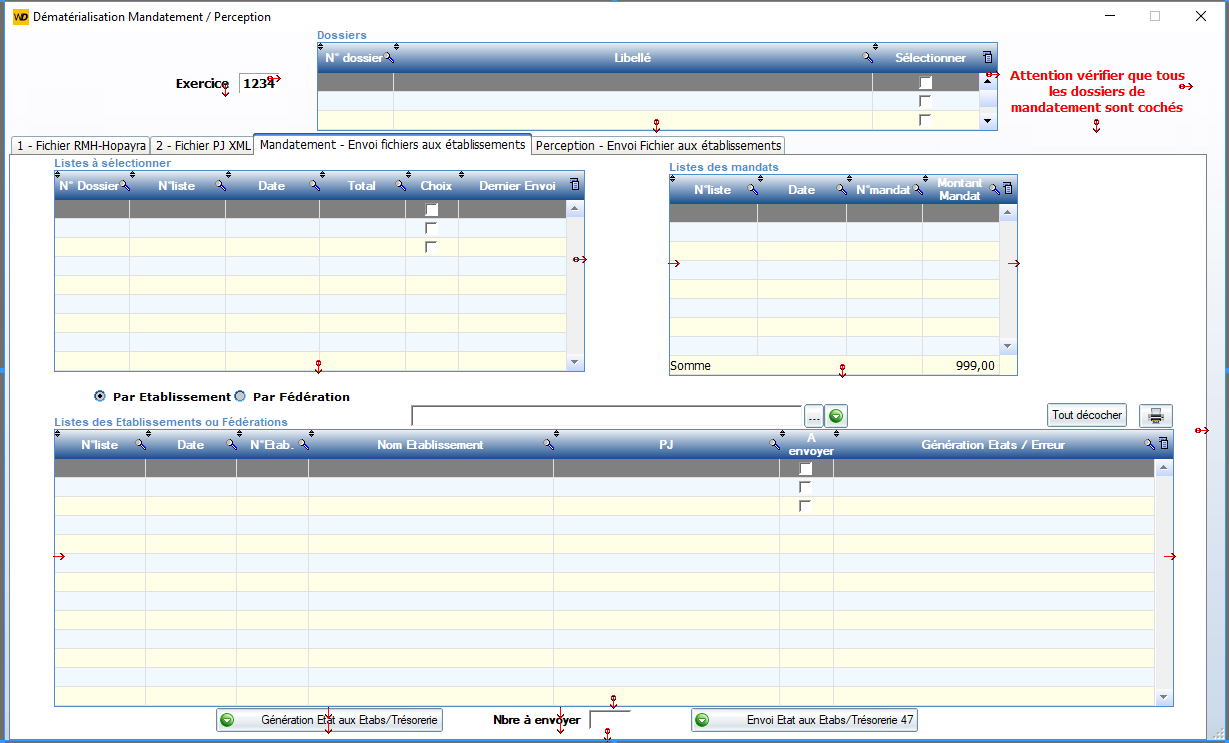 WD Dématérialisation Mandatement / Perception
Dossiers
N° dossier Libellé Sélectionner
Exercice 1234
Attention vérifier que tous
les dossiers de
mandatement sont cochés
1 - Fichier RMH-Hopayra 2 - Fichier PJ XML Mandatement - Envoi fichiers aux établissements Perception - Envoi Fichier aux établissements
Listes à sélectionner
N° Dossier N°liste Date Total Choix Dernier Envoi
Listes des mandats
N°liste Date N°mandat Montant Mandat
Somme 999,00
Par Etablissement Par Fédération
... Tout décocher
Listes des Etablissements ou Fédérations
N°liste Date N°Etab. Nom Etablissement PJ A envoyer Génération Etats / Erreur
Génération Etat aux Etabs/Trésorerie Nbre à envoyer Envoi Etat aux Etabs/Trésorerie 47